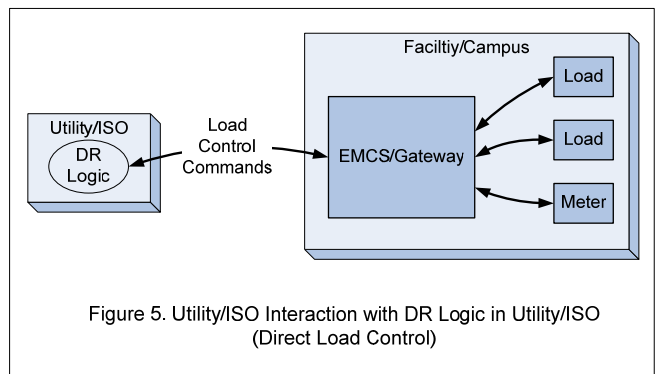 Faciltiy/Campus
Load
Utility/ISO
DR
Logic
Load
Control
Commands
EMCS/Gateway
Load
Meter
Figure 5. Utility/ISO Interaction with DR Logic in Utility/ISO
(Direct Load Control)